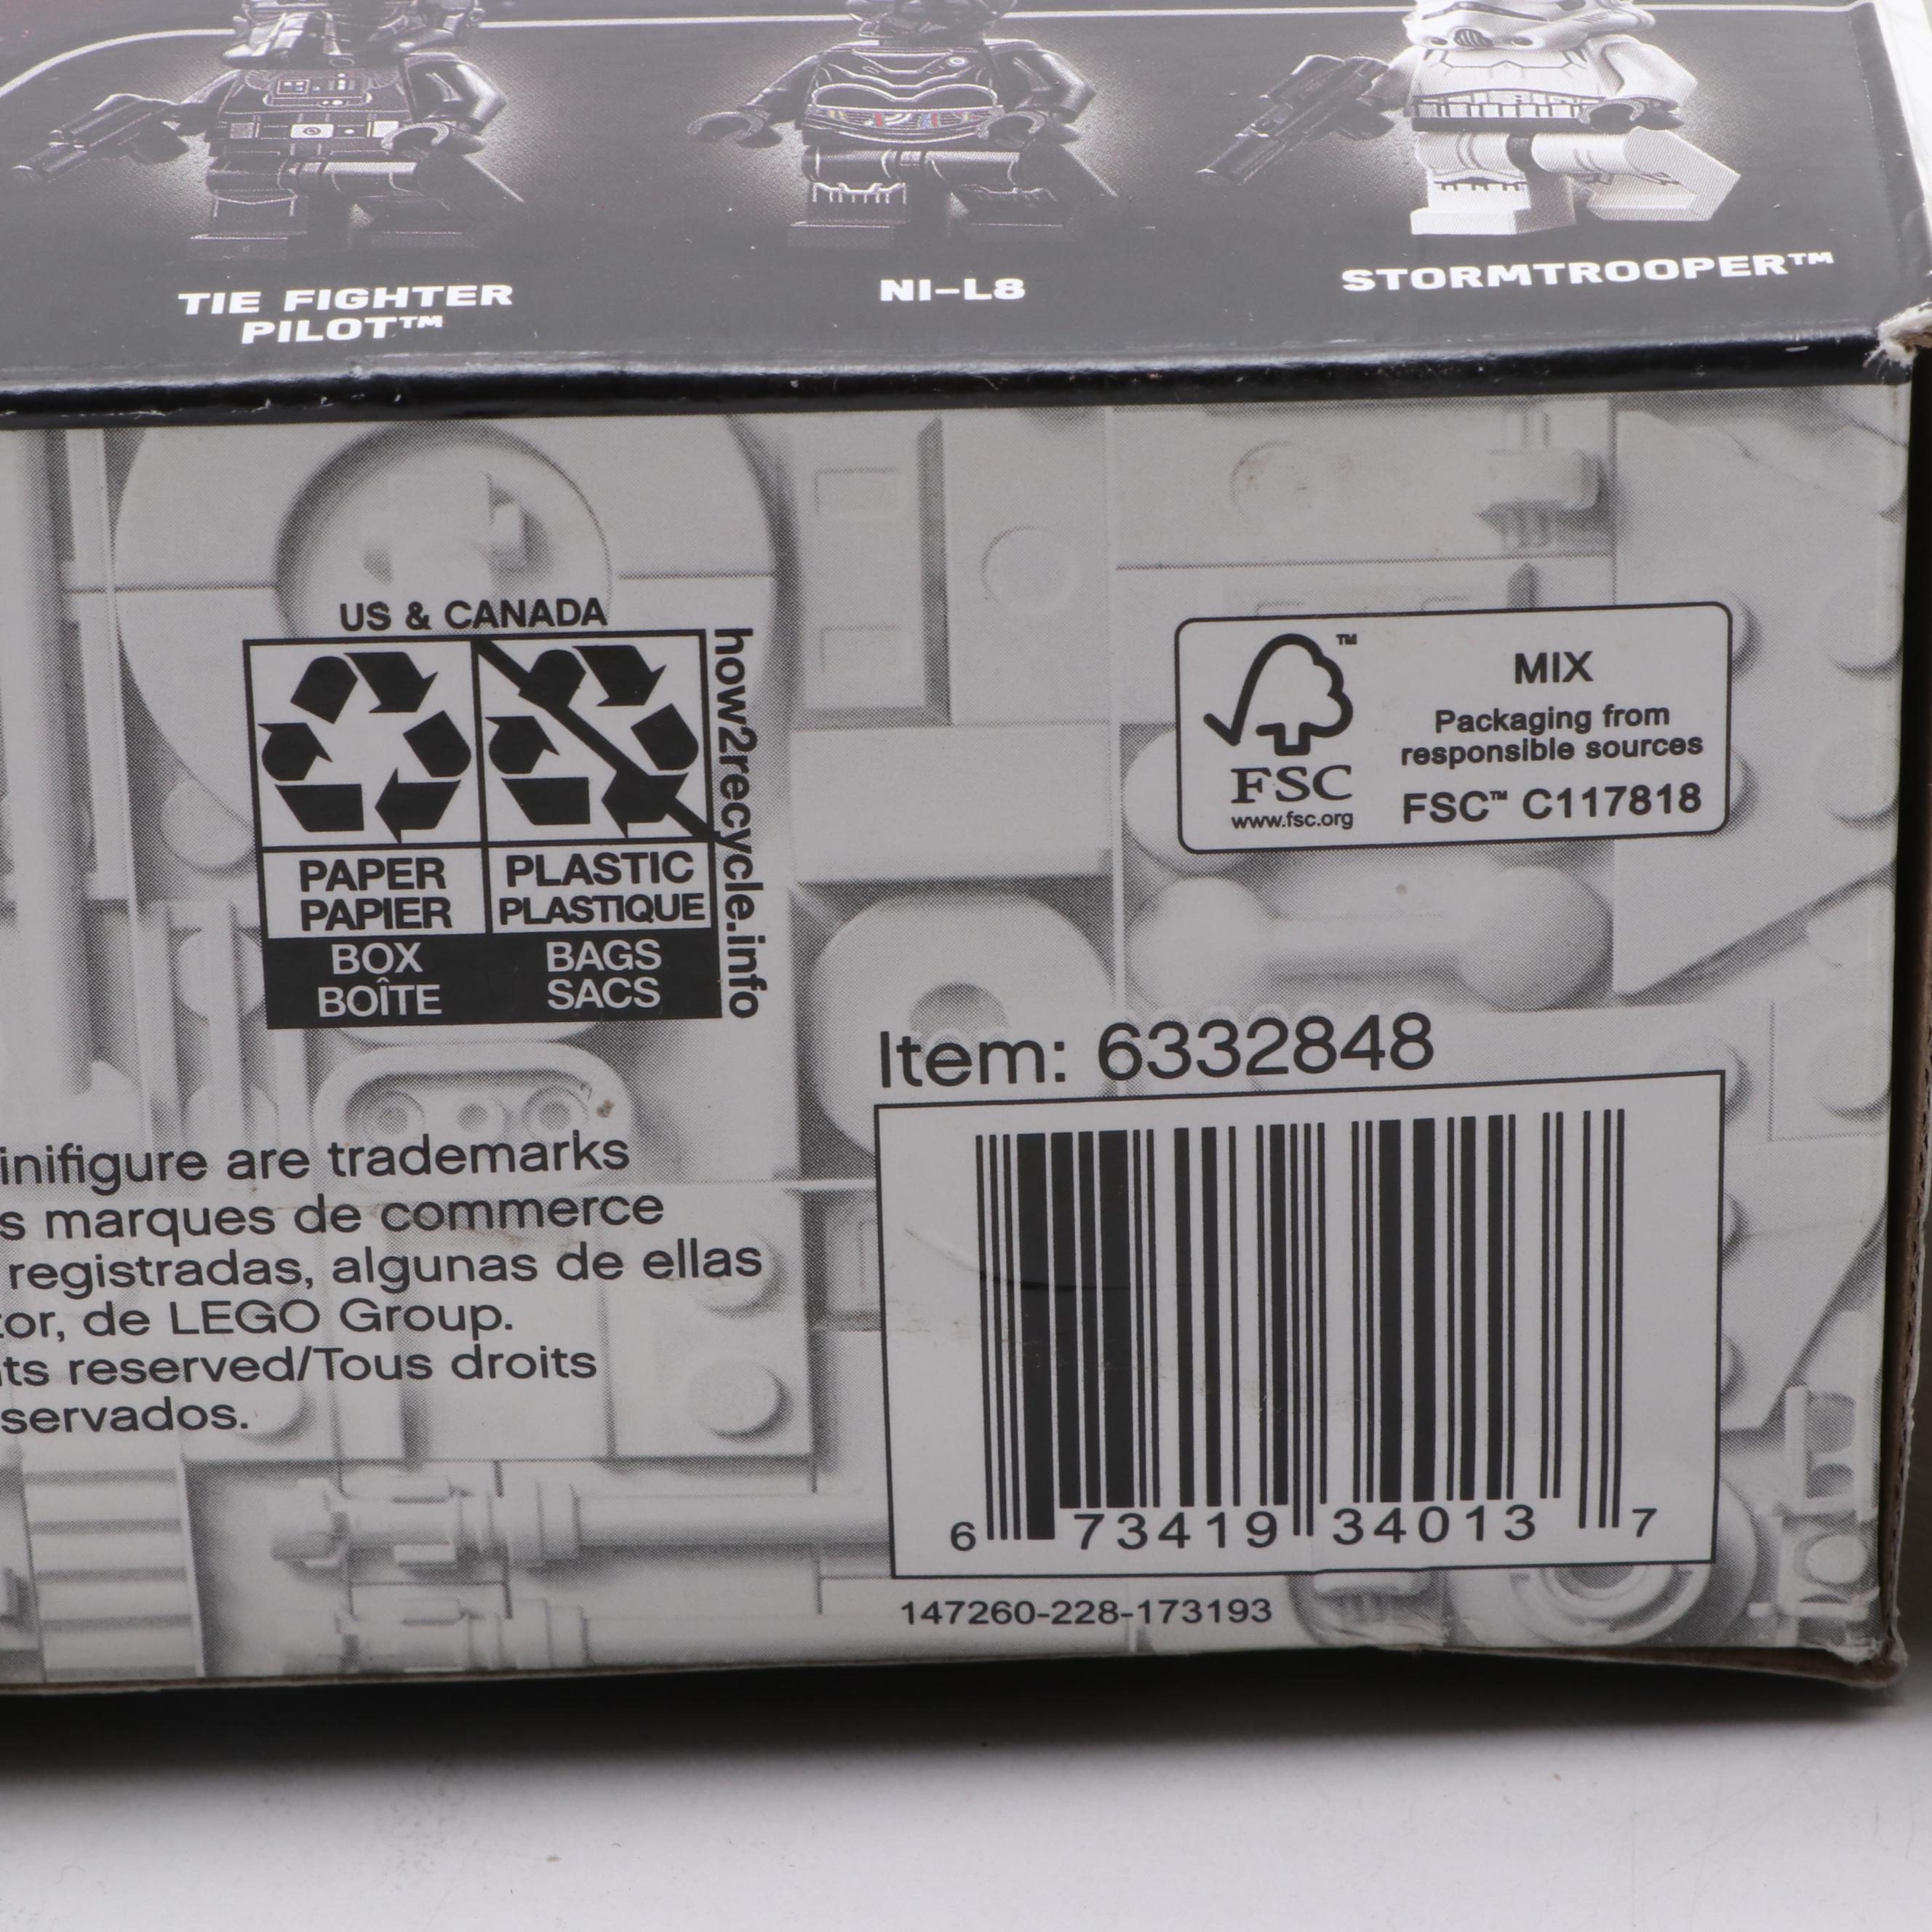 TIE FIGHTER
PILOT™
NI-L8
STORMTROOPER™
US & CANADA
PAPER
PAPIER
BOX
BOÎTE
PLASTIC
PLASTIQUE
BAGS
SACS
how2recycle.info
™
FSC
www.fsc.org
MIX
Packaging from
responsible sources
FSC™ C117818
inifigure are trademarks
s marques de commerce
registradas, algunas de ellas
tor, de LEGO Group.
ts reserved/Tous droits
servados.
Item: 6332848
6 73419 34013 7
147260-228-173193